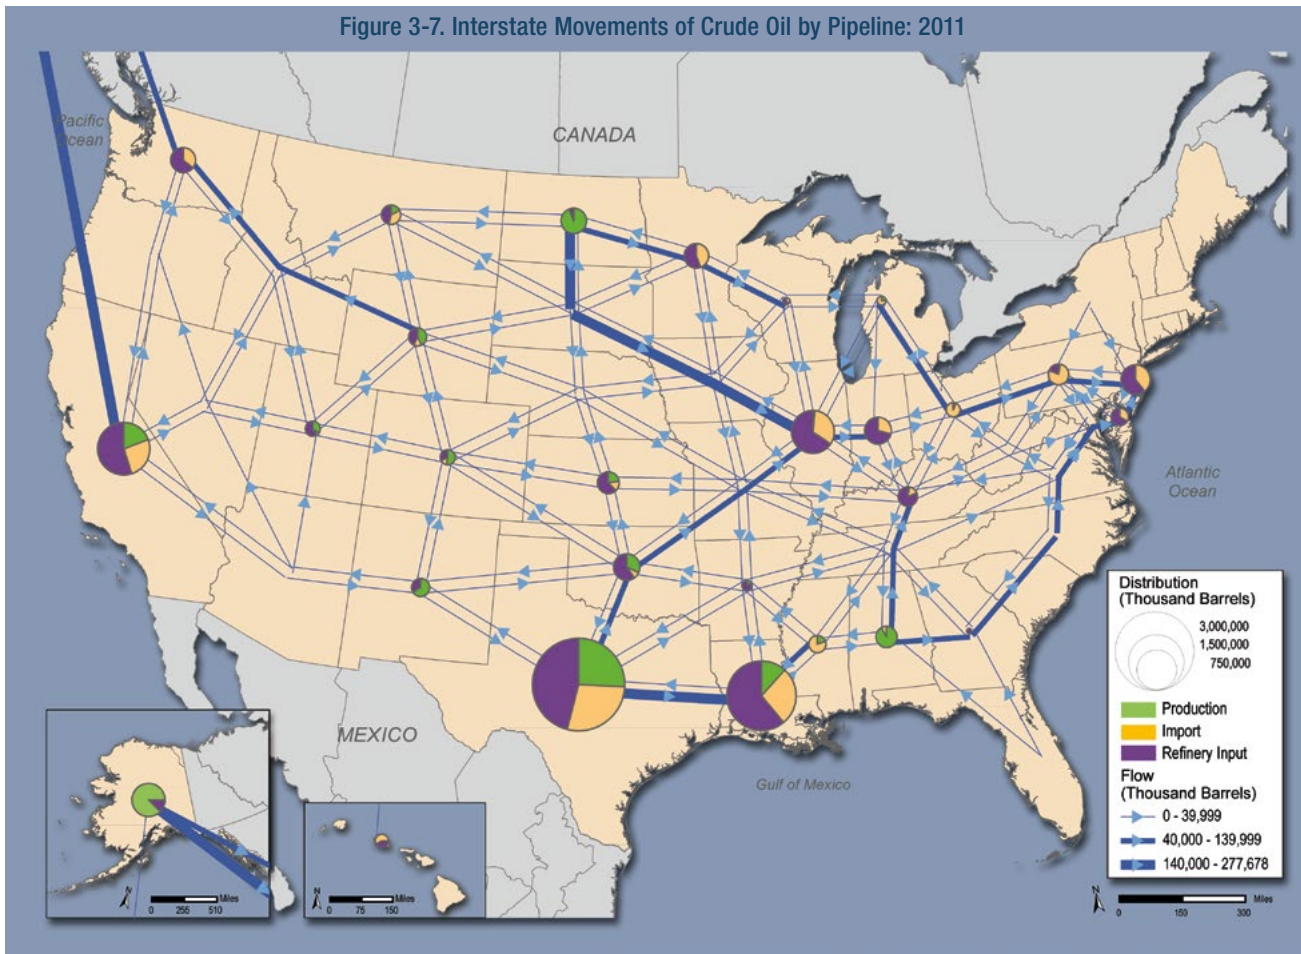 Figure 3-7. Interstate Movements of Crude Oil by Pipeline: 2011
Pacific
Ocean
CANADA
Atlantic
Ocean
MEXICO
Gulf of Mexico
Distribution
(Thousand Barrels)
3,000,000
1,500,000
750,000
Production
Import
Refinery Input
Flow
(Thousand Barrels)
0 - 39,999
40,000 - 139,999
140,000 - 277,678
N
Miles
0 255 510
N
Miles
0 75 150
N
Miles
0 150 300